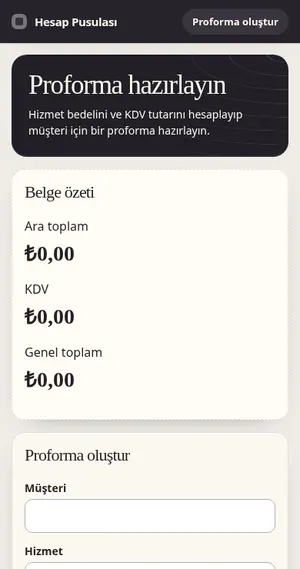 Hesap Pusulası
Proforma oluştur
Proforma hazırlayın
Hizmet bedelini ve KDV tutarını hesaplayıp
müşteri için bir proforma hazırlayın.
Belge özeti
Ara toplam
₺0,00
KDV
₺0,00
Genel toplam
₺0,00
Proforma oluştur
Müşteri
Hizmet